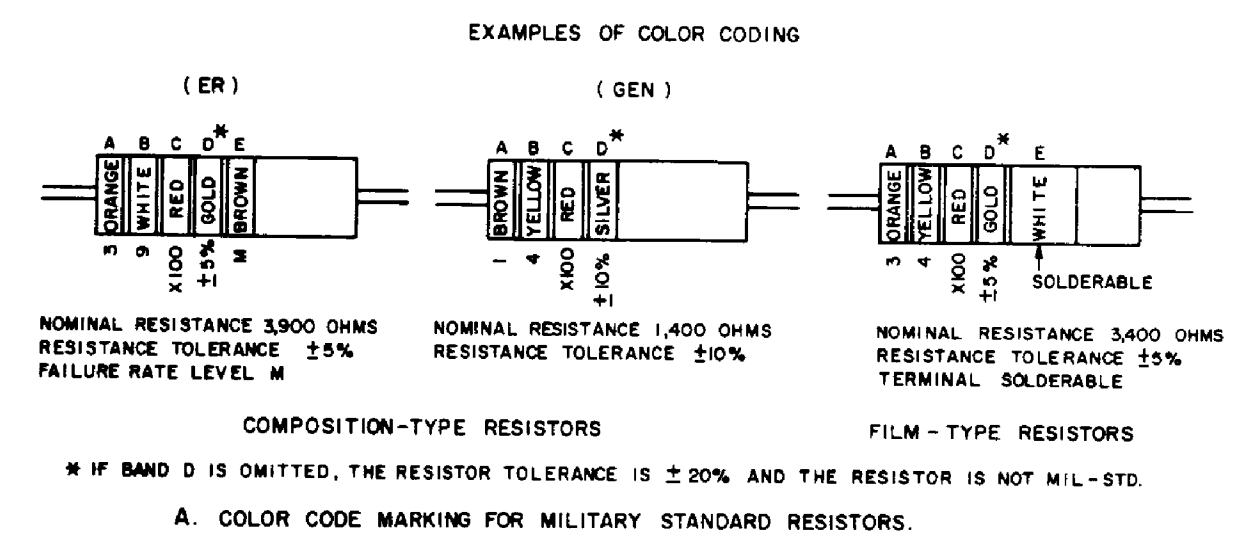 EXAMPLES OF COLOR CODING
( ER )
( GEN )
A B C D* E
ORANGE WHITE RED GOLD BROWN
3 9 X100 ±5% M
NOMINAL RESISTANCE 3,900 OHMS
RESISTANCE TOLERANCE ±5%
FAILURE RATE LEVEL M
A B C D*
BROWN YELLOW RED SILVER
1 4 X100 ±10%
NOMINAL RESISTANCE 1,400 OHMS
RESISTANCE TOLERANCE ±10%
COMPOSITION-TYPE RESISTORS
A B C D* E
ORANGE YELLOW RED GOLD WHITE
3 4 X100 ±5% SOLDERABLE
NOMINAL RESISTANCE 3,400 OHMS
RESISTANCE TOLERANCE ±5%
TERMINAL SOLDERABLE
FILM-TYPE RESISTORS
* IF BAND D IS OMITTED, THE RESISTOR TOLERANCE IS ±20% AND THE RESISTOR IS NOT MIL-STD.
A. COLOR CODE MARKING FOR MILITARY STANDARD RESISTORS.